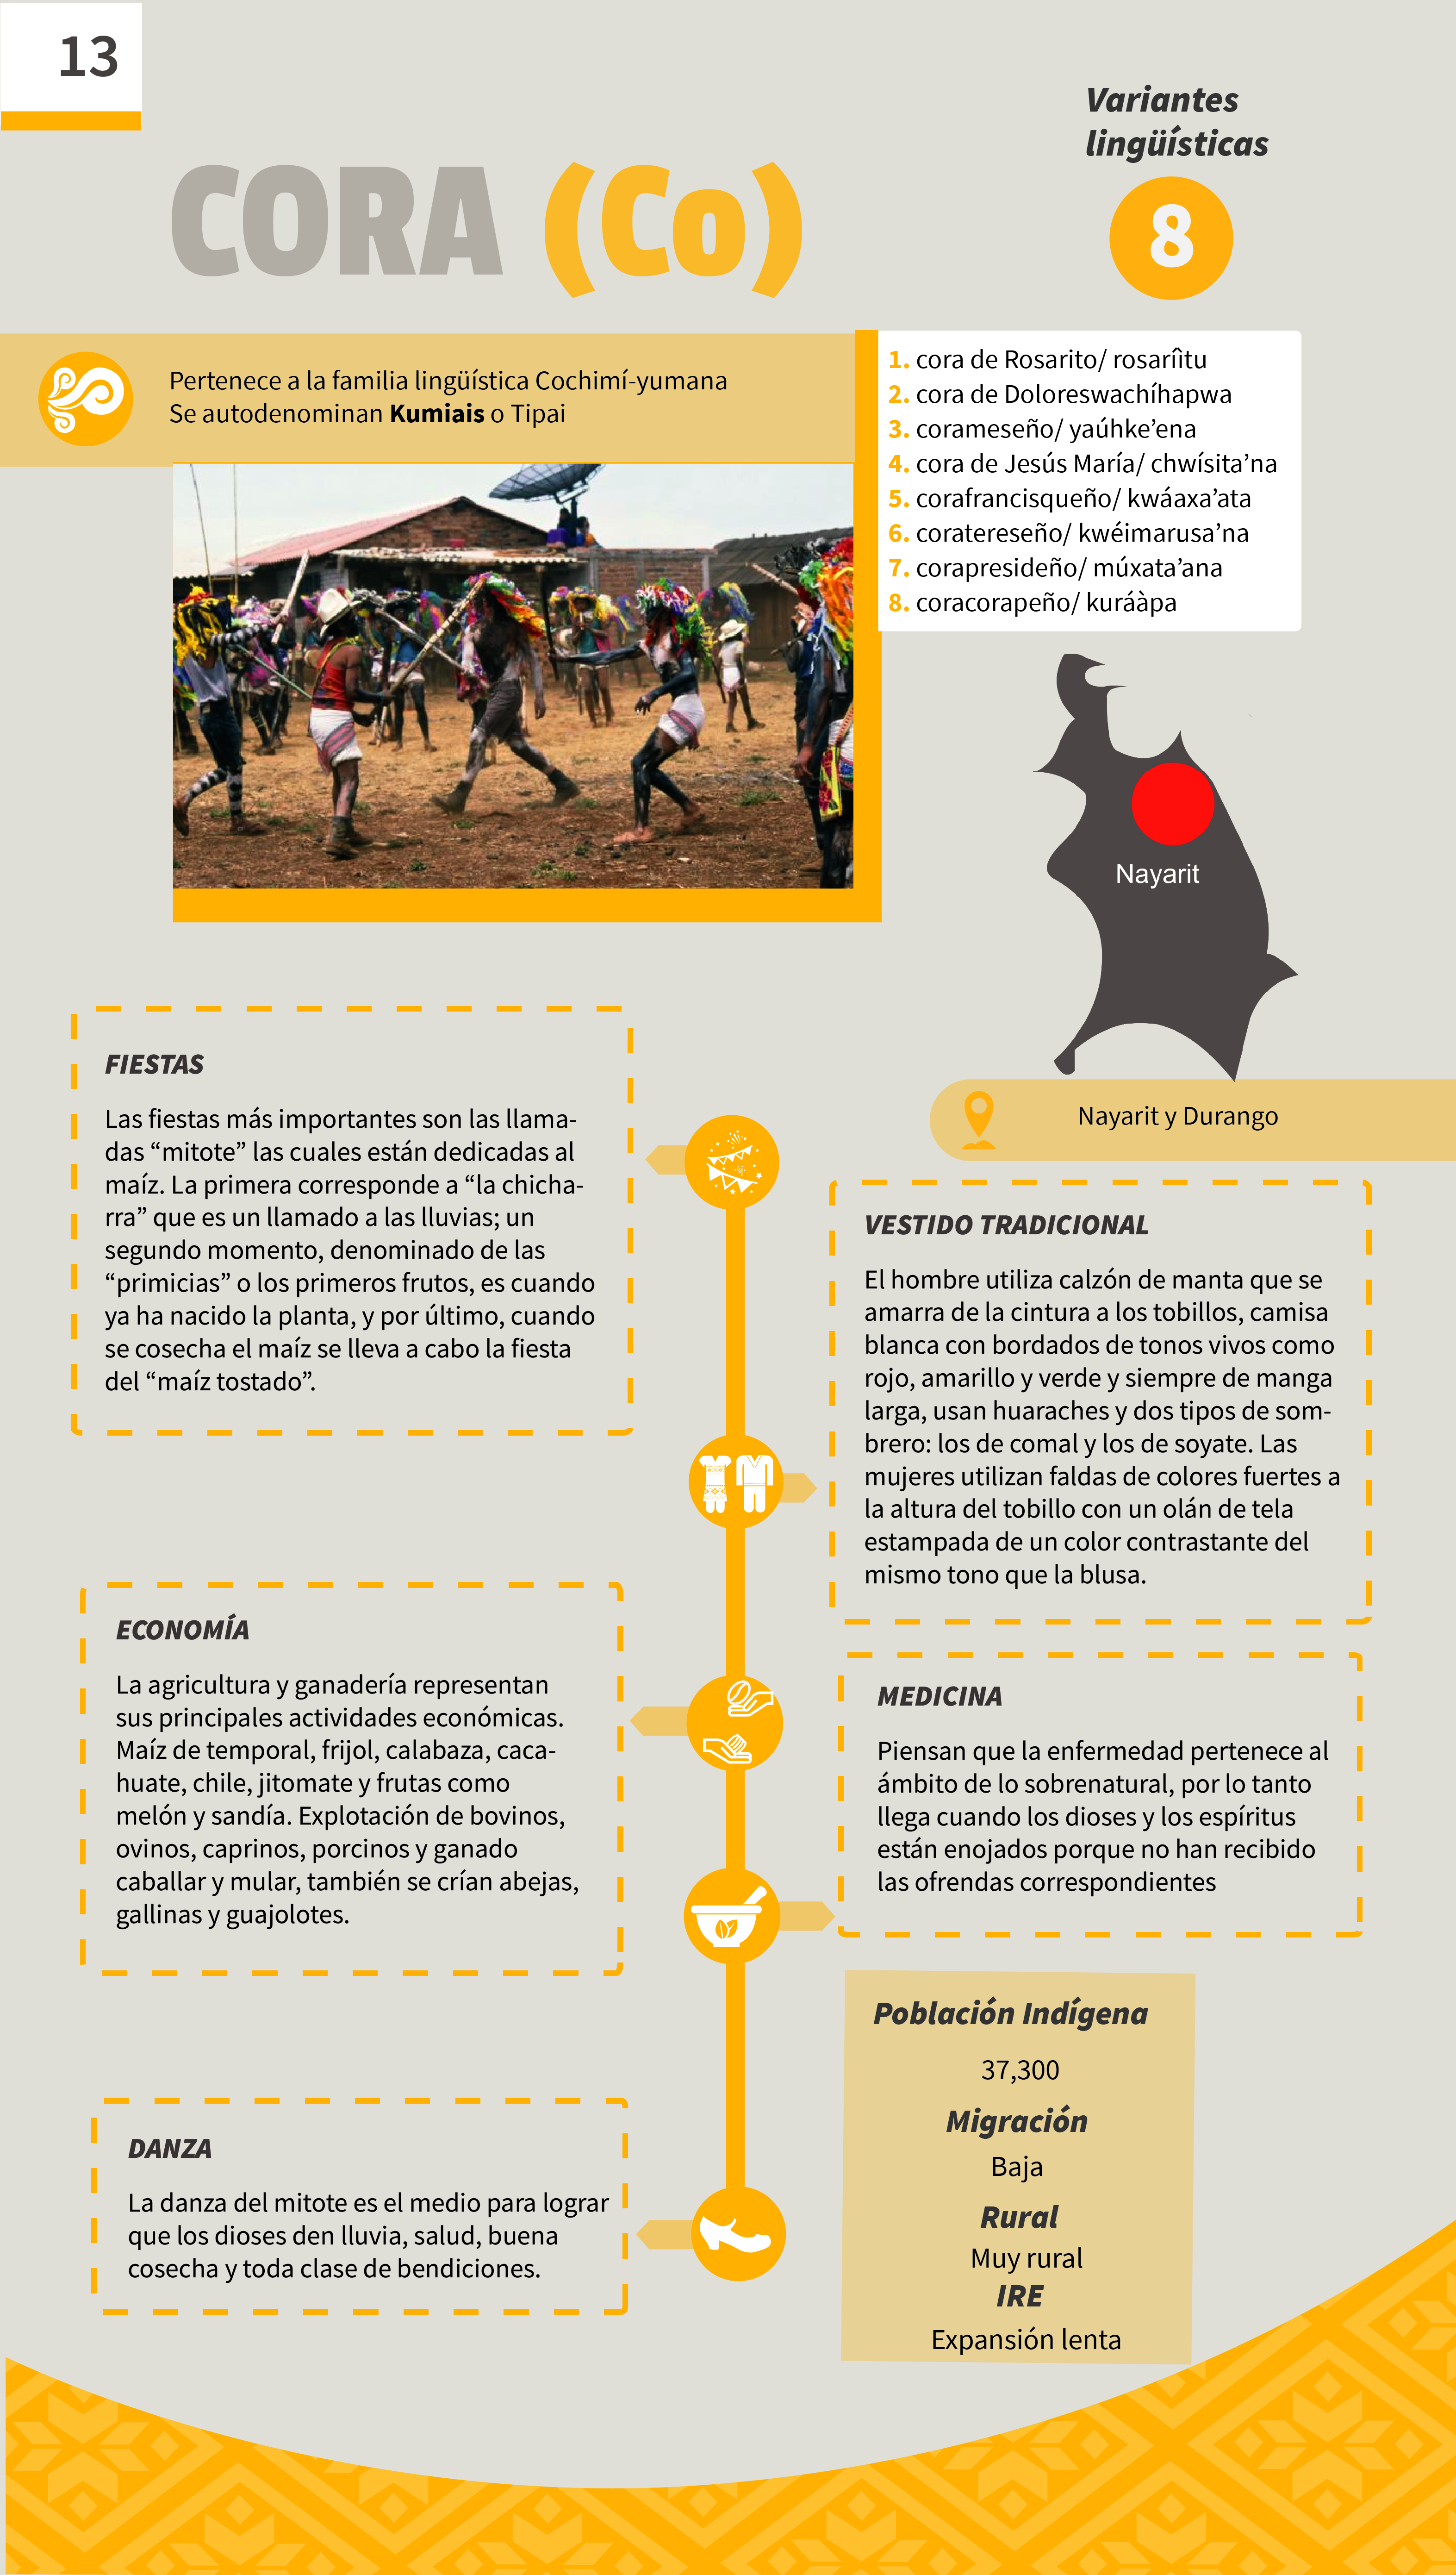 13
Variantes
lingüísticas
8
CORA (Co)
Pertenece a la familia lingüística Cochimí-yumana
Se autodenominan Kumiais o Tipai
1. cora de Rosarito/ rosarîìtu
2. cora de Doloreswachíhapwa
3. corameseño/ yaúhke’ena
4. cora de Jesús María/ chwísita’na
5. corafrancisqueño/ kwáaxa’ata
6. coratereseño/ kwéimarusa’na
7. corapresideño/ múxata’ana
8. coracorapeño/ kuráàpa
Nayarit
Nayarit y Durango
FIESTAS
Las fiestas más importantes son las llama-
das “mitote” las cuales están dedicadas al
maíz. La primera corresponde a “la chicha-
rra” que es un llamado a las lluvias; un
segundo momento, denominado de las
“primicias” o los primeros frutos, es cuando
ya ha nacido la planta, y por último, cuando
se cosecha el maíz se lleva a cabo la fiesta
del “maíz tostado”.
VESTIDO TRADICIONAL
El hombre utiliza calzón de manta que se
amarra de la cintura a los tobillos, camisa
blanca con bordados de tonos vivos como
rojo, amarillo y verde y siempre de manga
larga, usan huaraches y dos tipos de som-
brero: los de comal y los de soyate. Las
mujeres utilizan faldas de colores fuertes a
la altura del tobillo con un olán de tela
estampada de un color contrastante del
mismo tono que la blusa.
ECONOMÍA
La agricultura y ganadería representan
sus principales actividades económicas.
Maíz de temporal, frijol, calabaza, caca-
huate, chile, jitomate y frutas como
melón y sandía. Explotación de bovinos,
ovinos, caprinos, porcinos y ganado
caballar y mular, también se crían abejas,
gallinas y guajolotes.
MEDICINA
Piensan que la enfermedad pertenece al
ámbito de lo sobrenatural, por lo tanto
llega cuando los dioses y los espíritus
están enojados porque no han recibido
las ofrendas correspondientes
Población Indígena
37,300
Migración
Baja
Rural
Muy rural
IRE
Expansión lenta
DANZA
La danza del mitote es el medio para lograr
que los dioses den lluvia, salud, buena
cosecha y toda clase de bendiciones.